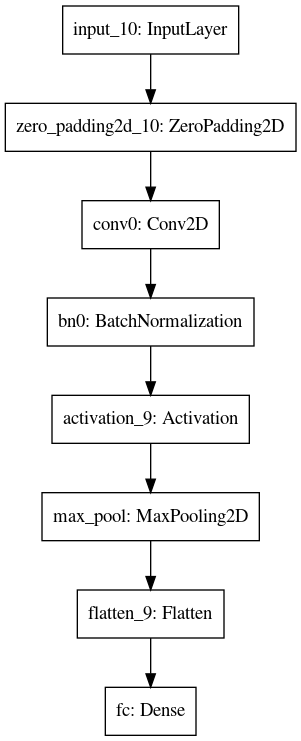 input_10: InputLayer
zero_padding2d_10: ZeroPadding2D
conv0: Conv2D
bn0: BatchNormalization
activation_9: Activation
max_pool: MaxPooling2D
flatten_9: Flatten
fc: Dense